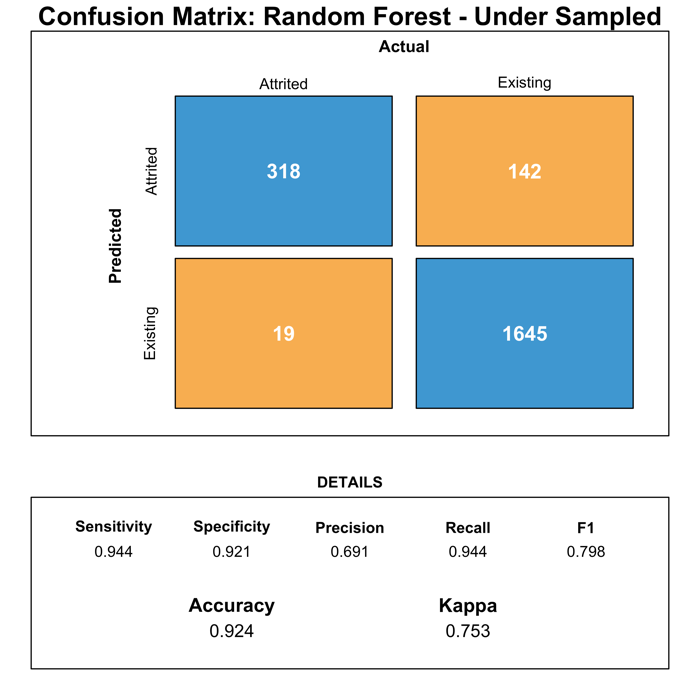 Confusion Matrix: Random Forest - Under Sampled
Actual
Attrited Existing
Predicted
Attrited
318 142
Existing
19 1645
DETAILS
Sensitivity Specificity Precision Recall F1
0.944 0.921 0.691 0.944 0.798
Accuracy Kappa
0.924 0.753